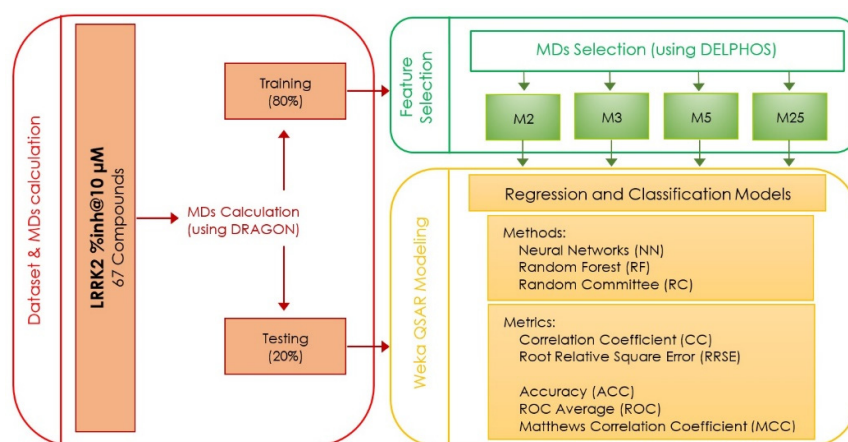 Dataset & MDs calculation
LRRK2 %inh@10 µM
67 Compounds
MDs Calculation
(using DRAGON)
Training
(80%)
Testing
(20%)
Feature
Selection
MDs Selection (using DELPHOS)
M2
M3
M5
M25
Weka QSAR Modeling
Regression and Classification Models
Methods:
Neural Networks (NN)
Random Forest (RF)
Random Committee (RC)
Metrics:
Correlation Coefficient (CC)
Root Relative Square Error (RRSE)
Accuracy (ACC)
ROC Average (ROC)
Matthews Correlation Coefficient (MCC)